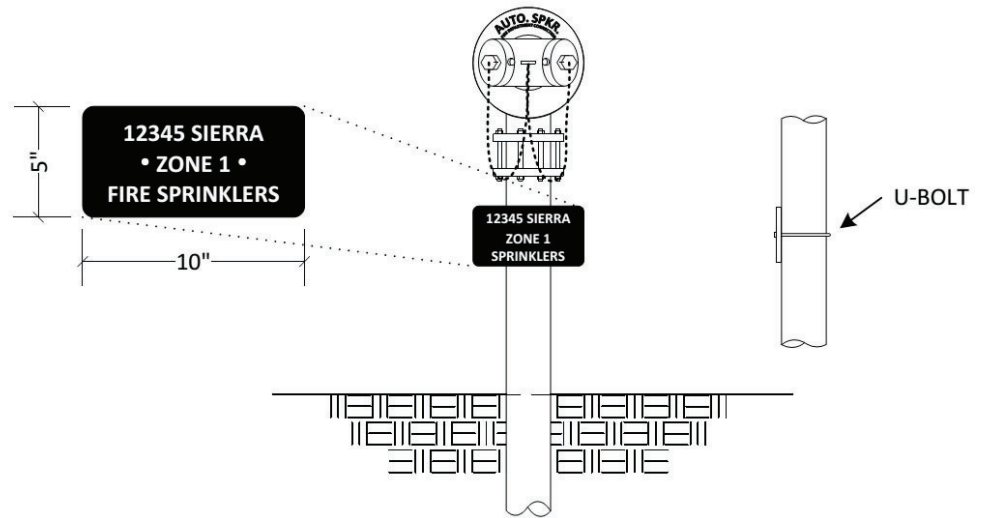 AUTO. SPKR.
12345 SIERRA
• ZONE 1 •
FIRE SPRINKLERS
5"
10"
12345 SIERRA
ZONE 1
SPRINKLERS
U-BOLT